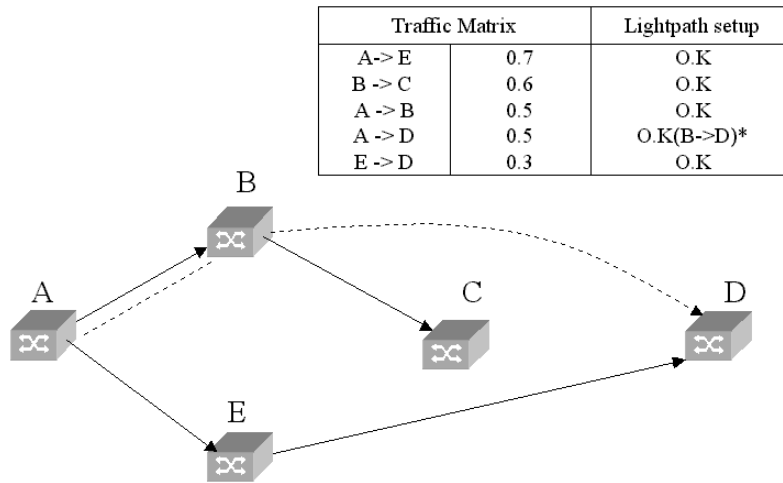 Traffic Matrix Lightpath setup
A-> E 0.7 O.K
B -> C 0.6 O.K
A -> B 0.5 O.K
A -> D 0.5 O.K(B->D)*
E -> D 0.3 O.K
B
A
C
D
E